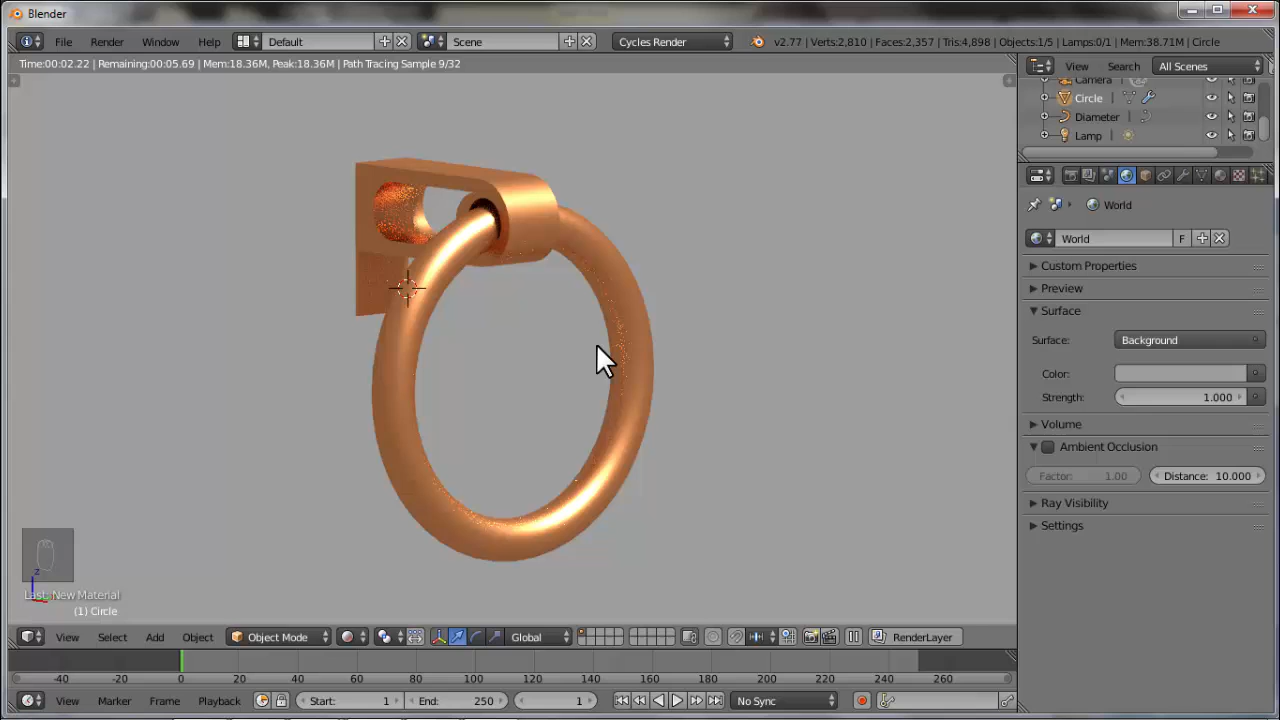 Blender
File Render Window Help Default Scene Cycles Render v2.77 | Verts:2,810 | Faces:2,357 | Tris:4,898 | Objects:1/5 | Lamps:0/1 | Mem:38.71M | Circle
Time:00:02.22 | Remaining:00:05.69 | Mem:18.36M, Peak:18.36M | Path Tracing Sample 9/32
View Search All Scenes
Camera
Circle
Diameter
Lamp
World
World F
Custom Properties
Preview
Surface
Surface: Background
Color:
Strength: 1.000
Volume
Ambient Occlusion
Factor: 1.00 Distance: 10.000
Ray Visibility
Settings
z
Last: New Material
(1) Circle
View Select Add Object Object Mode Global RenderLayer
-40 -20 0 20 40 60 80 100 120 140 160 180 200 220 240 260
View Marker Frame Playback Start: 1 End: 250 1 No Sync